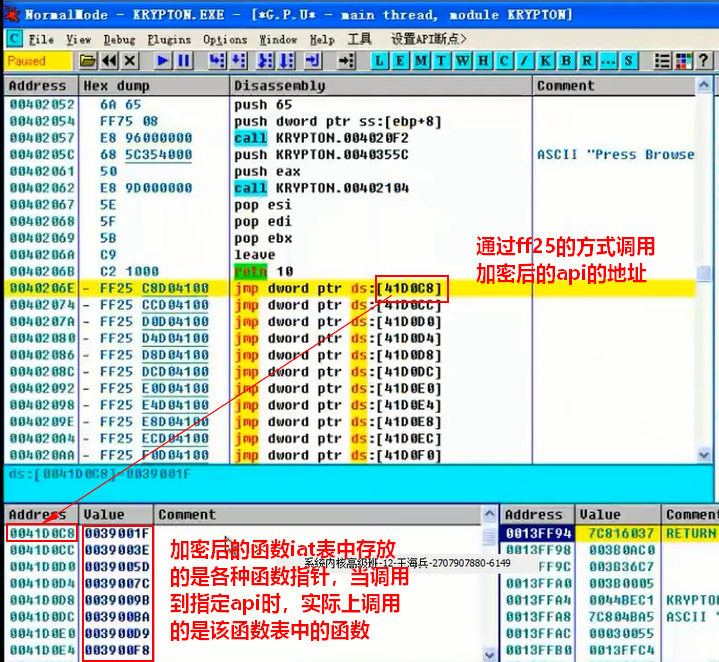 NormalMode - KRYPTON.EXE - [*G.P.U* - main thread, module KRYPTON]
C File View Debug Plugins Options Window Help 工具 设置API断点>
Paused L E M T W H C / K B R ... S ?
Address Hex dump Disassembly Comment
00402052 6A 65 push 65
00402054 FF75 08 push dword ptr ss:[ebp+8]
00402057 E8 96000000 call KRYPTON.004020F2
0040205C 68 5C354000 push KRYPTON.0040355C ASCII "Press Browse
00402061 50 push eax
00402062 E8 9D000000 call KRYPTON.00402104
00402067 5E pop esi
00402068 5F pop edi
00402069 5B pop ebx
0040206A C9 leave
0040206B C2 1000 retn 10
通过ff25的方式调用
加密后的api的地址
0040206E - FF25 C8D04100 jmp dword ptr ds:[41D0C8]
00402074 - FF25 CCD04100 jmp dword ptr ds:[41D0CC]
0040207A - FF25 D0D04100 jmp dword ptr ds:[41D0D0]
00402080 - FF25 D4D04100 jmp dword ptr ds:[41D0D4]
00402086 - FF25 D8D04100 jmp dword ptr ds:[41D0D8]
0040208C - FF25 DCD04100 jmp dword ptr ds:[41D0DC]
00402092 - FF25 E0D04100 jmp dword ptr ds:[41D0E0]
00402098 - FF25 E4D04100 jmp dword ptr ds:[41D0E4]
0040209E - FF25 E8D04100 jmp dword ptr ds:[41D0E8]
004020A4 - FF25 ECD04100 jmp dword ptr ds:[41D0EC]
004020AA - FF25 F0D04100 jmp dword ptr ds:[41D0F0]
ds:[0041D0C8]=0039001F
Address Value Comment
0041D0C8 0039001F
0041D0CC 0039003E
0041D0D0 0039005D
0041D0D4 0039007C
0041D0D8 0039009B
0041D0DC 003900BA
0041D0E0 003900D9
0041D0E4 003900F8
加密后的函数iat表中存放
的是各种函数指针，当调用
到指定api时，实际上调用
的是该函数表中的函数
系统内核高级班-12-王海兵-2707907880-6149
Address Value Comment
0013FF94 7C816037 RETURN
0013FF98 003B0AC0
FF9C 003B36C7
0013FFA0 003B0005
0013FFA4 0044BEC1 KRYPTO
0013FFA8 7C804BA5 ASCII "
0013FFAC 00030055
0013FFB0 0013FFC4